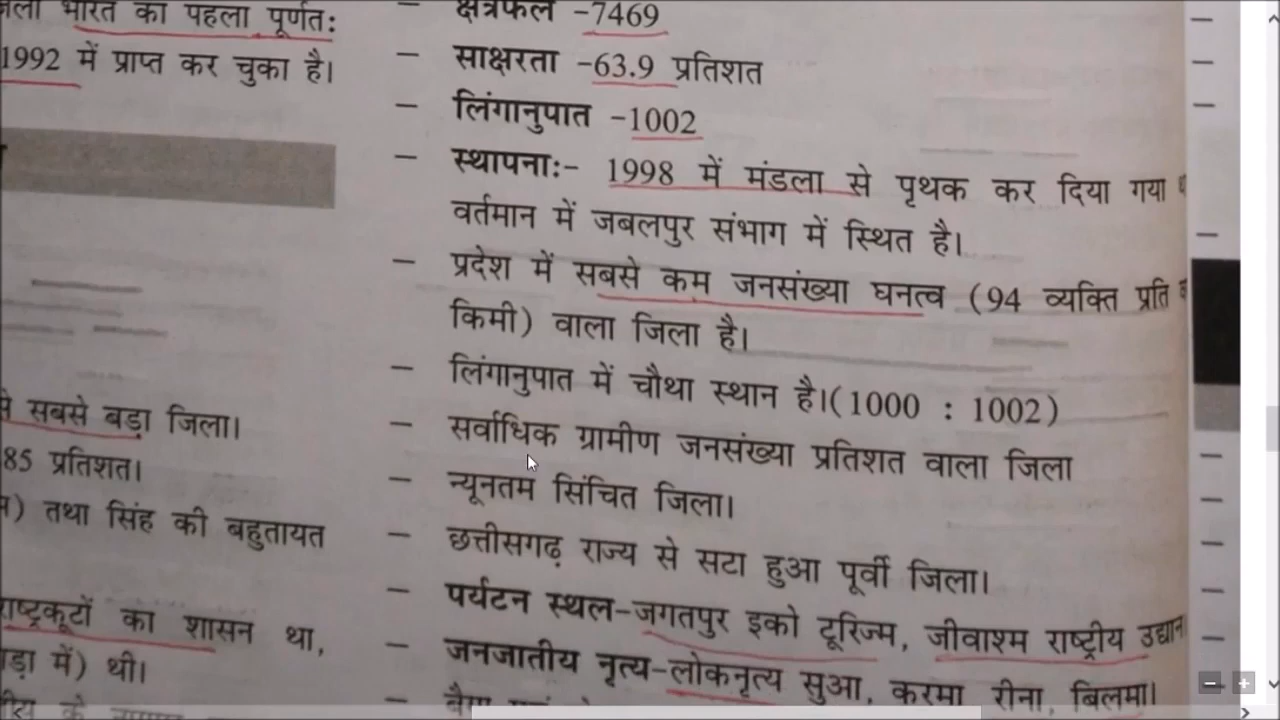 भारत का पहला पूर्णतः
1992 में प्राप्त कर चुका है।
सबसे बड़ा जिला।
85 प्रतिशत।
तथा सिंह की बहुतायत
राष्ट्रकूटों का शासन था,
में) थी।
– क्षेत्रफल -7469
– साक्षरता -63.9 प्रतिशत
– लिंगानुपात -1002
– स्थापनाः- 1998 में मंडला से पृथक कर दिया गया
वर्तमान में जबलपुर संभाग में स्थित है।
– प्रदेश में सबसे कम जनसंख्या घनत्व (94 व्यक्ति प्रति
किमी) वाला जिला है।
– लिंगानुपात में चौथा स्थान है।(1000 : 1002)
– सर्वाधिक ग्रामीण जनसंख्या प्रतिशत वाला जिला
– न्यूनतम सिंचित जिला।
– छत्तीसगढ़ राज्य से सटा हुआ पूर्वी जिला।
– पर्यटन स्थल-जगतपुर इको टूरिज्म, जीवाश्म राष्ट्रीय उद्यान
– जनजातीय नृत्य-लोकनृत्य सुआ, करमा रीना, बिलमा।